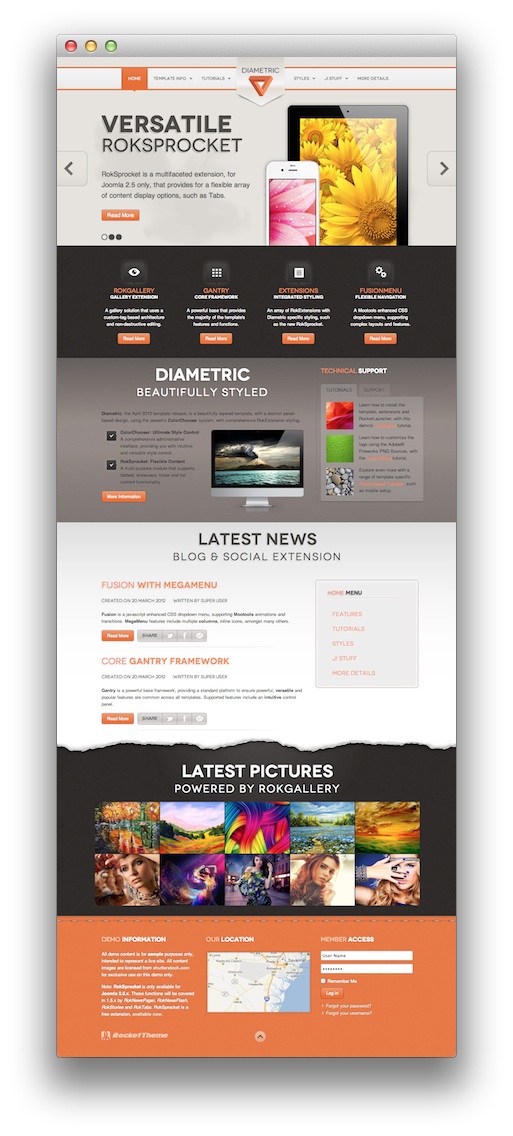 HOME
TEMPLATE INFO
TUTORIALS
DIAMETRIC
STYLES
J! STUFF
MORE DETAILS
VERSATILE
ROKSPROCKET
RokSprocket is a multifaceted extension, for
Joomla 2.5 only, that provides for a flexible array
of content display options, such as Tabs.
Read More
ROKGALLERY
GALLERY EXTENSION
A gallery solution that uses a
custom-tag based architecture
and non-destructive editing.
Read More
GANTRY
CORE FRAMEWORK
A powerful base that provides
the majority of the template's
features and functions.
Read More
EXTENSIONS
INTEGRATED STYLING
An array of RokExtensions with
Diametric specific styling, such
as the new RokSprocket.
Read More
FUSIONMENU
FLEXIBLE NAVIGATION
A Mootools enhanced CSS
dropdown menu, supporting
complex layouts and features.
Read More
DIAMETRIC
BEAUTIFULLY STYLED
Diametric, the April 2012 template release, is a beautifully layered template, with a distinct panel
based design, using the powerful ColorChooser system, with comprehensive RokExtension styling.
ColorChooser: Ultimate Style Control
A comprehensive administrative
interface, providing you with intuitive
and versatile style control.
RokSprocket: Flexible Content
A multi-purpose module that supports
tabbed, showcase, mixer and list
content functionality.
More Information
TECHNICAL SUPPORT
TUTORIALS
SUPPORT
Learn how to install the
template, extensions and
RocketLauncher, with this
demo tutorial.
Learn how to customize
logo using the Adobe®
Fireworks PNG Sources, with
the tutorial.
Explore even more with a
range of template specific
such as mobile setup.
LATEST NEWS
BLOG & SOCIAL EXTENSION
FUSION WITH MEGAMENU
CREATED ON 20 MARCH 2012 WRITTEN BY SUPER USER
Fusion is a javascript enhanced CSS dropdown menu, supporting Mootools animations and
transitions. MegaMenu features include multiple columns, inline icons, amongst many others.
Read More
SHARE
CORE GANTRY FRAMEWORK
CREATED ON 20 MARCH 2012 WRITTEN BY SUPER USER
Gantry is a powerful base framework, providing a standard platform to ensure powerful, versatile and
popular features are common across all templates. Supported features include an intuitive control
panel.
Read More
SHARE
HOME MENU
FEATURES
TUTORIALS
STYLES
J! STUFF
MORE DETAILS
LATEST PICTURES
POWERED BY ROKGALLERY
DEMO INFORMATION
All demo content is for sample purposes only,
intended to represent a live site. All content
images are licensed from shutterstock.com for
exclusive use on this demo only.
Note: RokSprocket is only available for
Joomla 2.5.x. These functions will be covered
in 1.5.x by RokNewsPager, RokNewsFlash,
RokStories and RokTabs. RokSprocket is a
free extension, available now.
RocketTheme
OUR LOCATION
MEMBER ACCESS
User Name
Remember Me
Log in
Forgot your password?
Forgot your username?